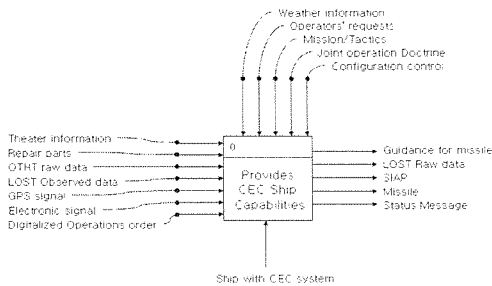 Weather information
Operators' requests
Mission/Tactics
Joint operation Doctrine
Configuration control
Theater information
Repair parts
OTHT raw data
LOST Observed data
GPS signal
Electronic signal
Digitalized Operations order
0
Provides
CEC Ship
Capabilities
Guidance for missile
LOST Raw data
SIAP
Missile
Status Message
Ship with CEC system